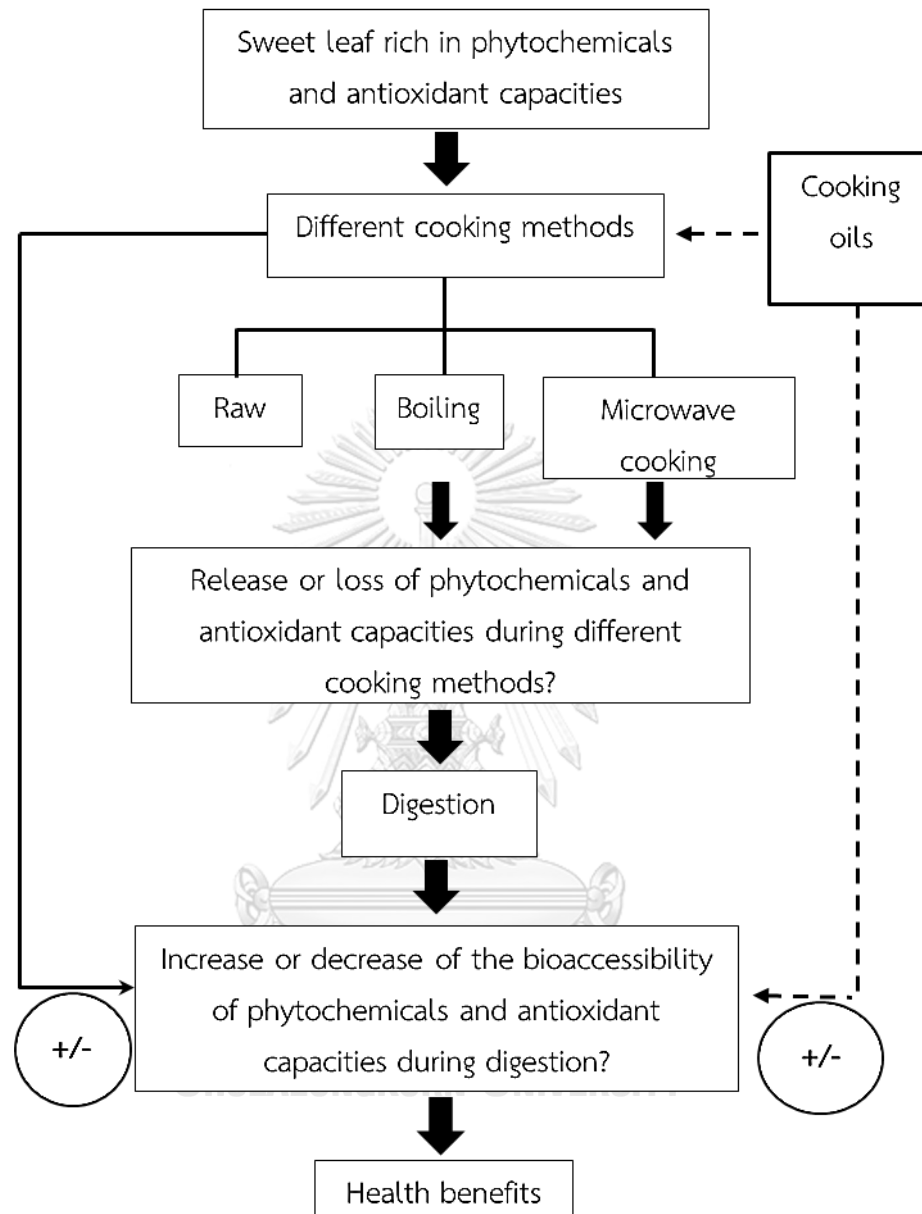 Sweet leaf rich in phytochemicals
and antioxidant capacities
Cooking
oils
Different cooking methods
Raw
Boiling
Microwave
cooking
Release or loss of phytochemicals and
antioxidant capacities during different
cooking methods?
Digestion
Increase or decrease of the bioaccessibility
of phytochemicals and antioxidant
capacities during digestion?
+/-
+/-
Health benefits